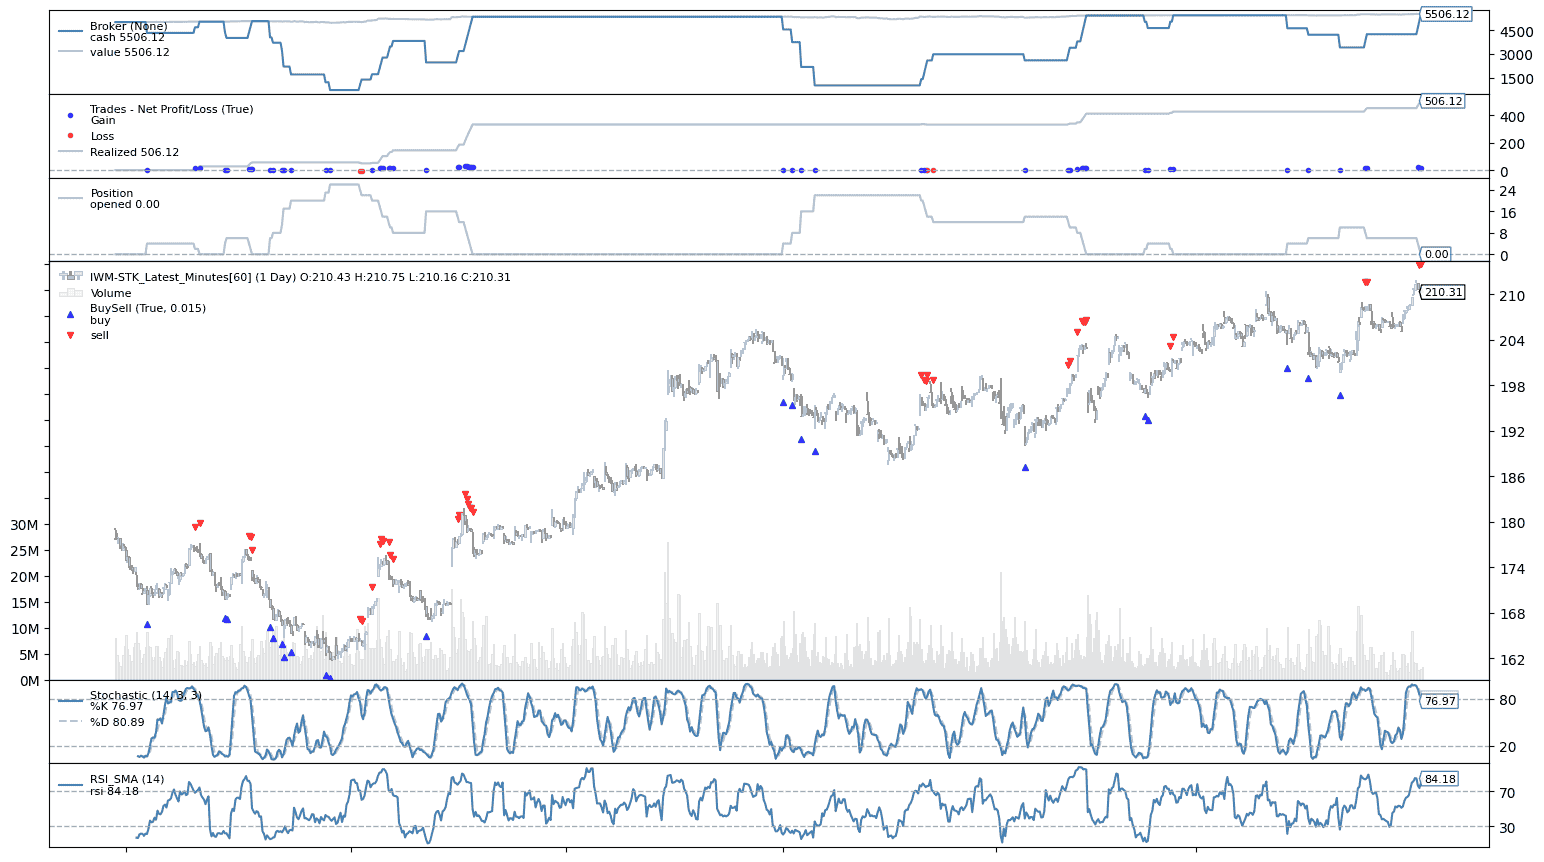 Broker (None)
cash 5506.12
value 5506.12
5506.12
4500
3000
1500
Trades - Net Profit/Loss (True)
Gain
Loss
Realized 506.12
506.12
400
200
0
Position
opened 0.00
24
16
8
0
0.00
IWM-STK_Latest_Minutes[60] (1 Day) O:210.43 H:210.75 L:210.16 C:210.31
Volume
BuySell (True, 0.015)
buy
sell
210.31
210
204
198
192
186
180
174
168
162
30M
25M
20M
15M
10M
5M
0M
Stochastic (14, 3, 3)
%K 76.97
%D 80.89
76.97
80
20
RSI_SMA (14)
rsi 84.18
84.18
70
30